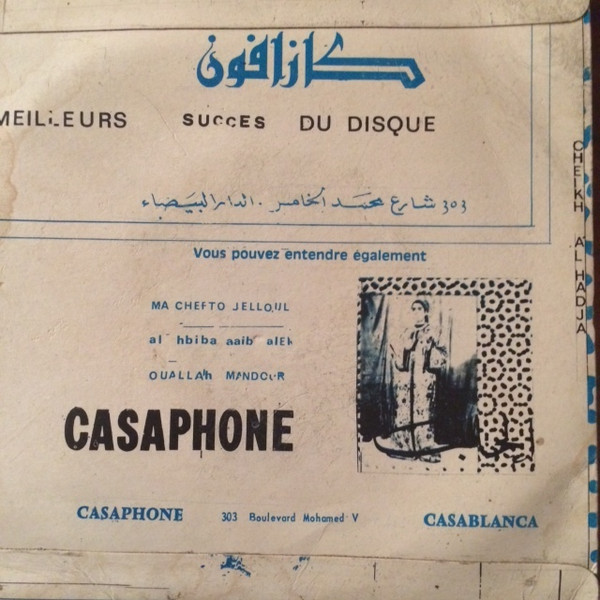 كازافون
MEILLEURS SUCCES DU DISQUE
303 شارع محمد الخامس . الدار البيضاء
Vous pouvez entendre également
MA CHEFTO JELLOUL
al hbiba aaib alek
OUALLAh MANDOUR
CASAPHONE
CASAPHONE 303 Boulevard Mohamed V CASABLANCA
CHEIKH AL HADJA